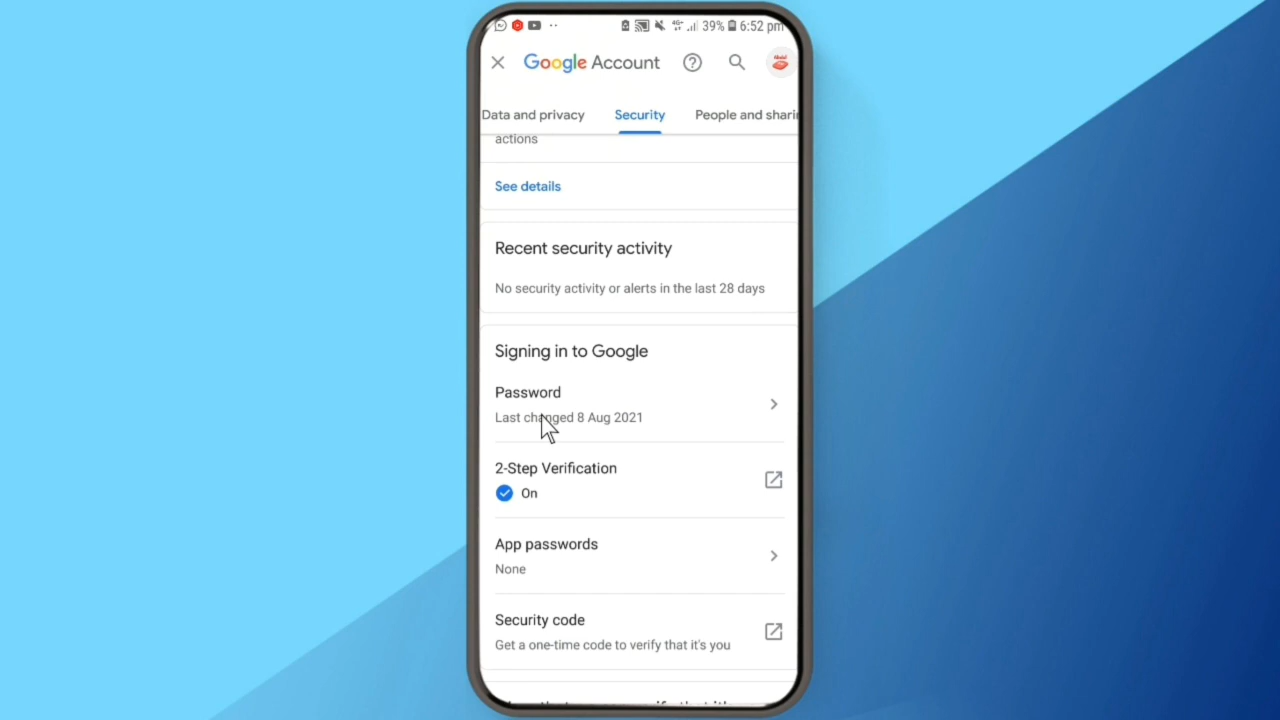 4G+ 39% 6:52 pm
Google Account
Data and privacy Security People and sharin
actions
See details
Recent security activity
No security activity or alerts in the last 28 days
Signing in to Google
Password
Last changed 8 Aug 2021
2-Step Verification
On
App passwords
None
Security code
Get a one-time code to verify that it's you